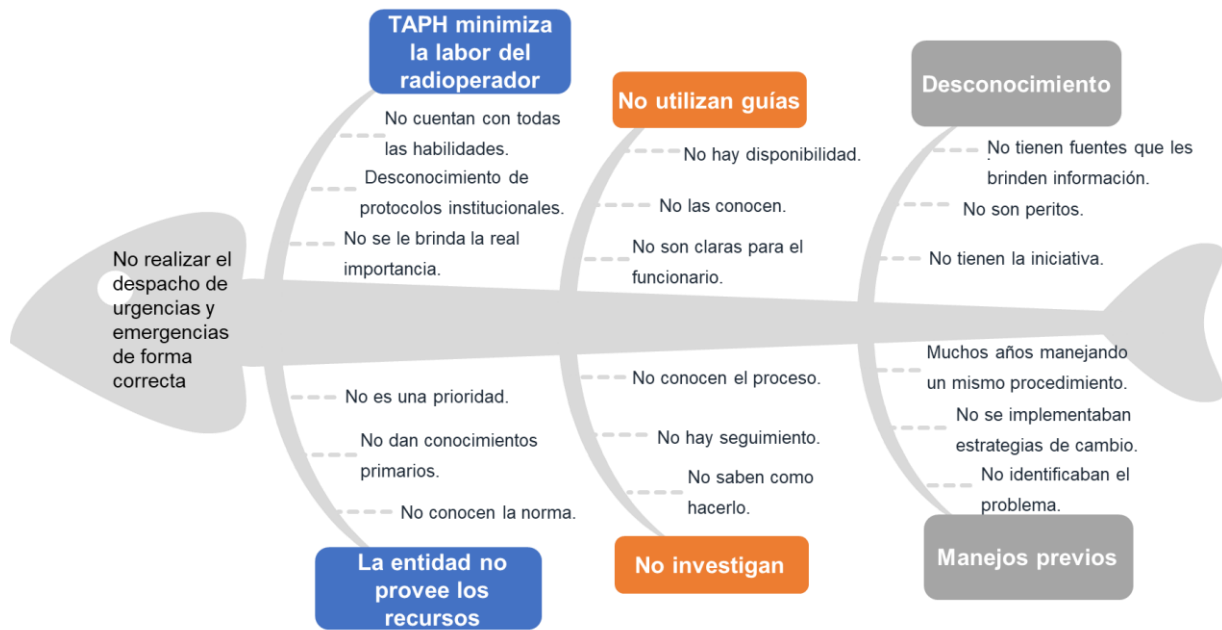 TAPH minimiza
la labor del
radioperador
No cuentan con todas
las habilidades.
Desconocimiento de
protocolos institucionales.
No se le brinda la real
importancia.
No utilizan guías
No hay disponibilidad.
No las conocen.
No son claras para el
funcionario.
Desconocimiento
No tienen fuentes que les
.
brinden información.
No son peritos.
No tienen la iniciativa.
No realizar el
despacho de
urgencias y
emergencias
de forma
correcta
No es una prioridad.
No dan conocimientos
primarios.
No conocen la norma.
La entidad no
provee los
recursos
No conocen el proceso.
No hay seguimiento.
No saben como
hacerlo.
No investigan
Muchos años manejando
un mismo procedimiento.
No se implementaban
estrategias de cambio.
No identificaban el
problema.
Manejos previos